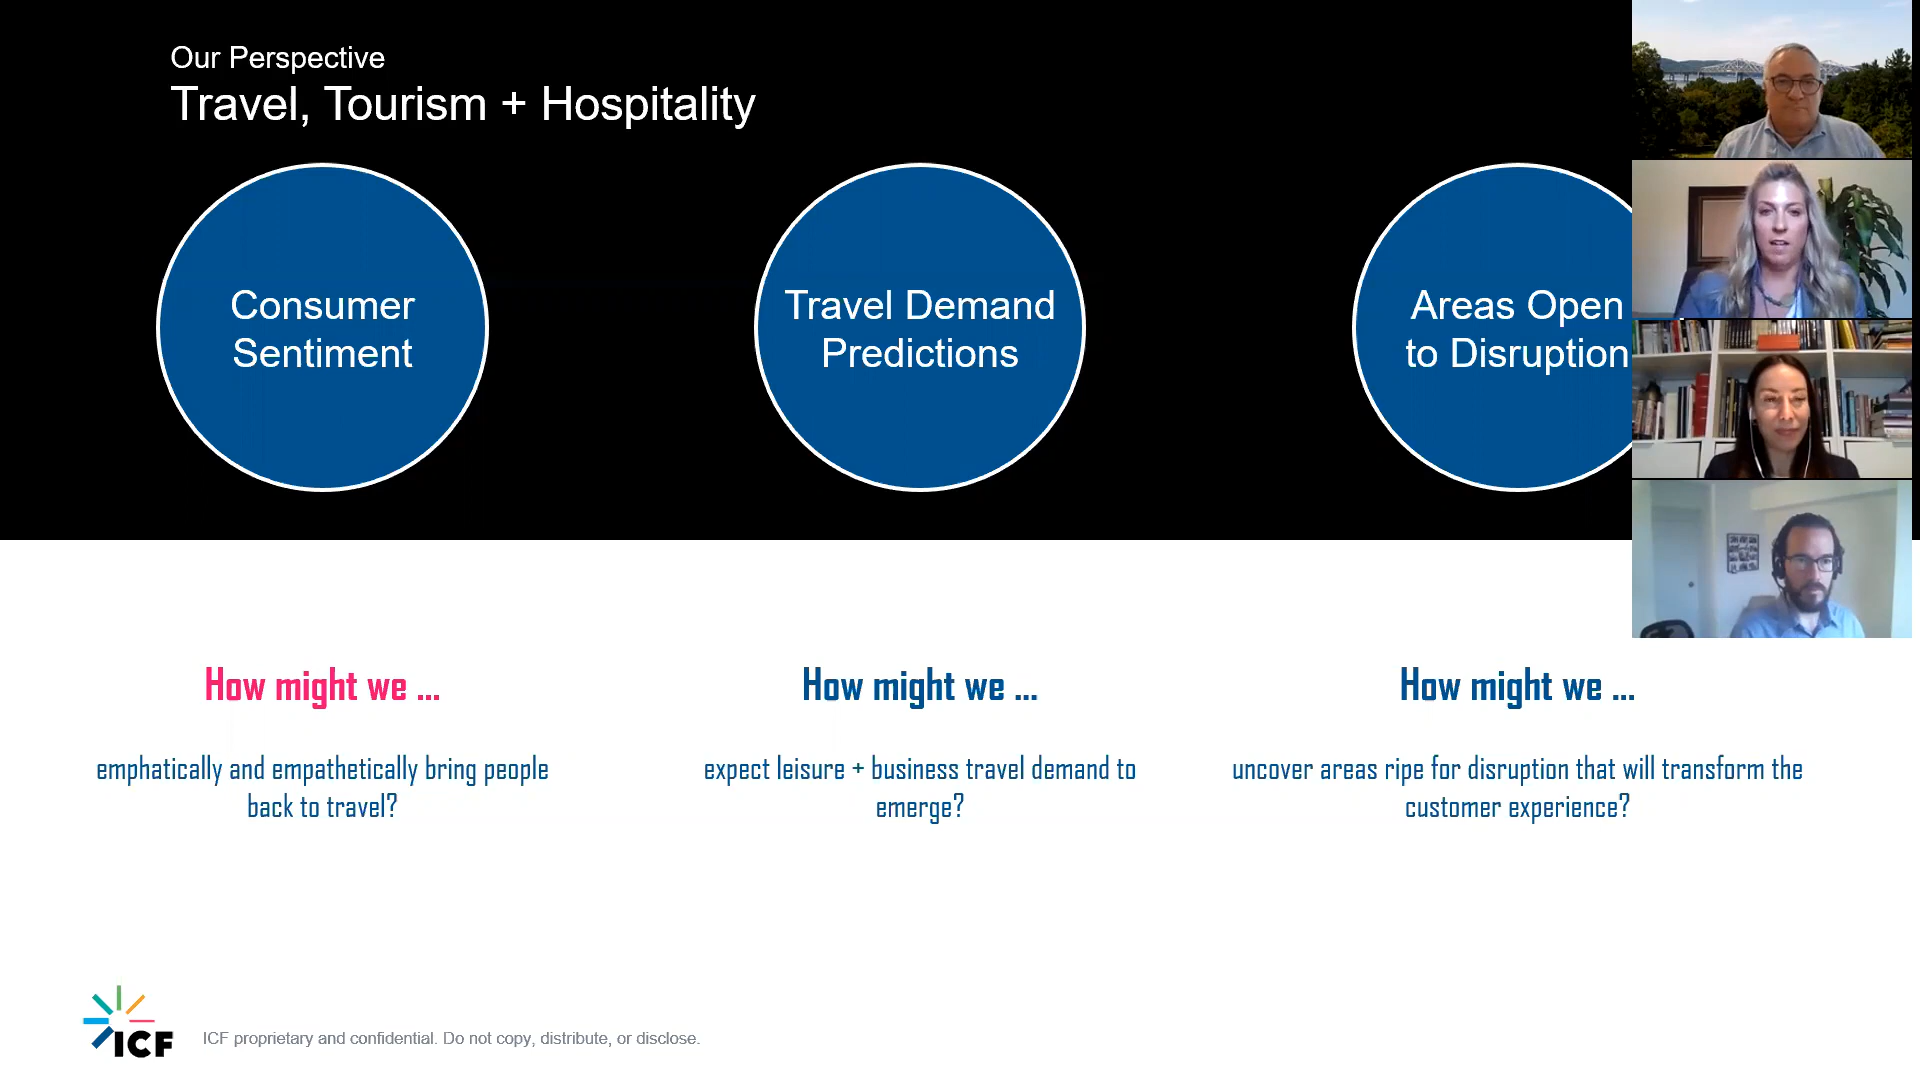 Our Perspective
Travel, Tourism + Hospitality
Consumer
Sentiment
Travel Demand
Predictions
Areas Open
to Disruption
How might we ...
emphatically and empathetically bring people
back to travel?
How might we ...
expect leisure + business travel demand to
emerge?
How might we ...
uncover areas ripe for disruption that will transform the
customer experience?
ICF
ICF proprietary and confidential. Do not copy, distribute, or disclose.